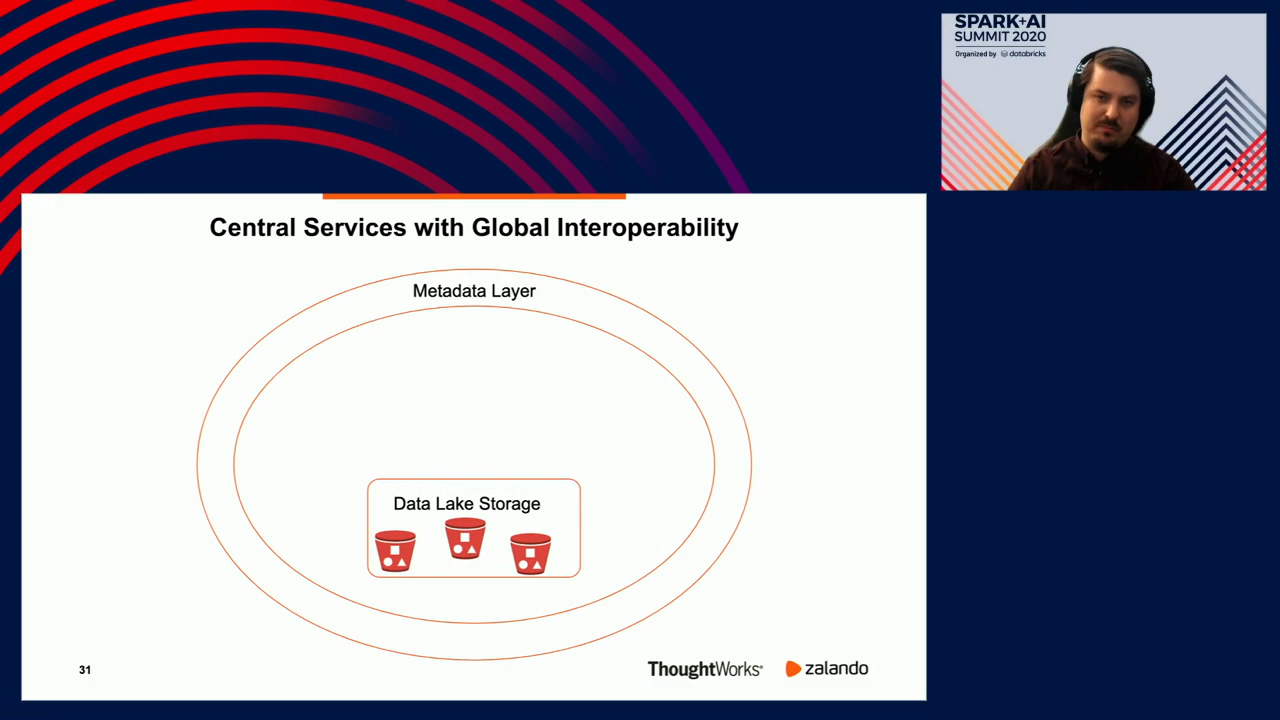 SPARK+AI
SUMMIT 2020
Organized by databricks
Central Services with Global Interoperability
Metadata Layer
Data Lake Storage
31
ThoughtWorks®
zalando